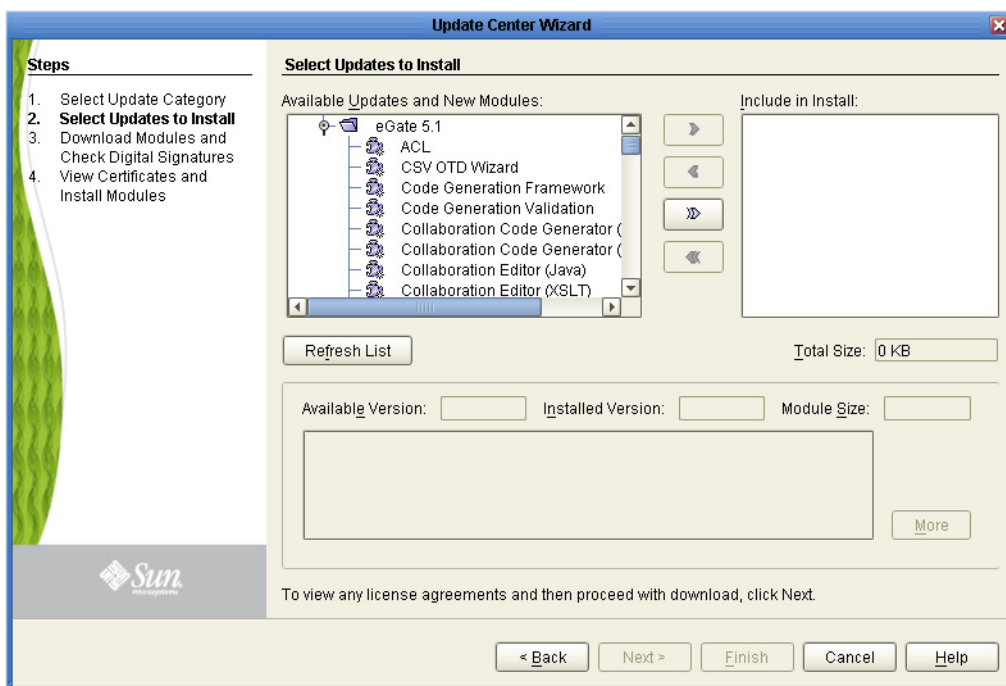 Update Center Wizard
Steps
1. Select Update Category
2. Select Updates to Install
3. Download Modules and
Check Digital Signatures
4. View Certificates and
Install Modules
Sun
microsystems
Select Updates to Install
Available Updates and New Modules:
eGate 5.1
ACL
CSV OTD Wizard
Code Generation Framework
Code Generation Validation
Collaboration Code Generator (
Collaboration Code Generator (
Collaboration Editor (Java)
Collaboration Editor (XSLT)
Include in Install:
Refresh List
Total Size: 0 KB
Available Version:
Installed Version:
Module Size:
More
To view any license agreements and then proceed with download, click Next.
< Back
Next >
Finish
Cancel
Help